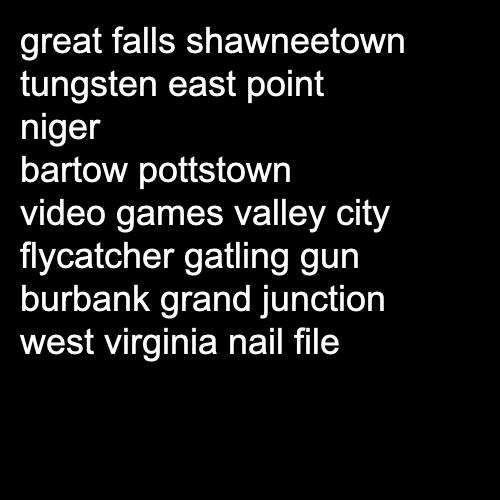 great falls shawneetown
tungsten east point
niger
bartow pottstown
video games valley city
flycatcher gatling gun
burbank grand junction
west virginia nail file